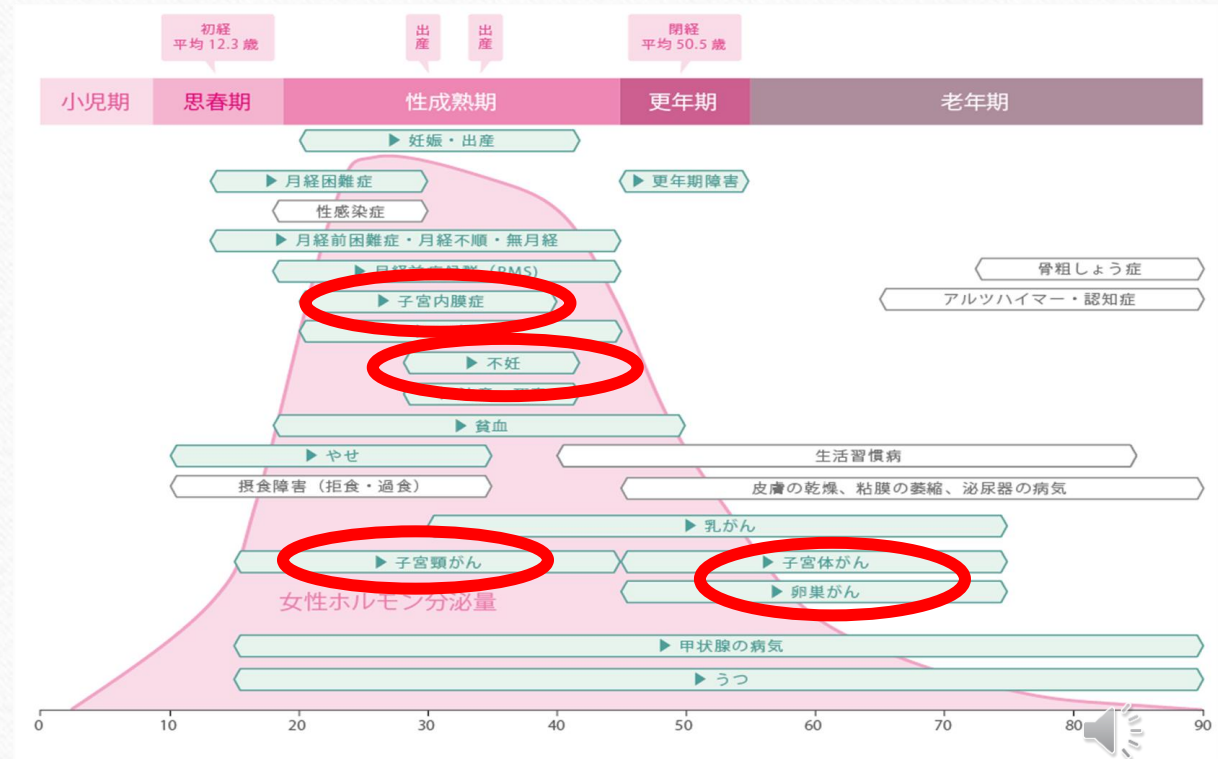 初経
平均 12.3 歳
出産
出産
閉経
平均 50.5 歳
小児期
思春期
性成熟期
更年期
老年期
▶ 妊娠・出産
▶ 月経困難症
▶ 更年期障害
性感染症
▶ 月経前困難症・月経不順・無月経
(PMS)
骨粗しょう症
▶ 子宮内膜症
アルツハイマー・認知症
▶ 不妊
▶ 貧血
▶ やせ
生活習慣病
摂食障害(拒食・過食)
皮膚の乾燥、粘膜の萎縮、泌尿器の病気
▶ 乳がん
▶ 子宮頸がん
▶ 子宮体がん
▶ 卵巣がん
女性ホルモン分泌量
▶ 甲状腺の病気
▶ うつ
0 10 20 30 40 50 60 70 80 90